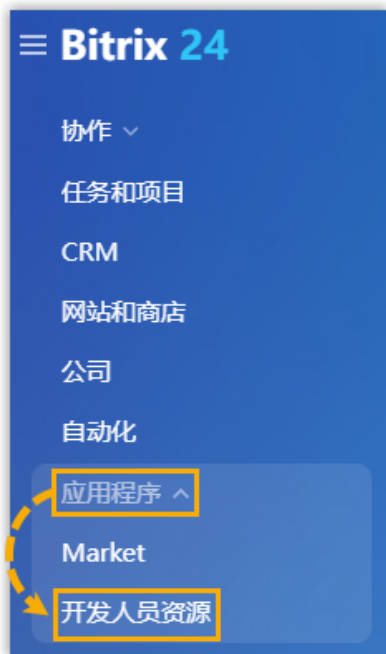 Bitrix 24
协作
任务和项目
CRM
网站和商店
公司
自动化
应用程序
Market
开发人员资源